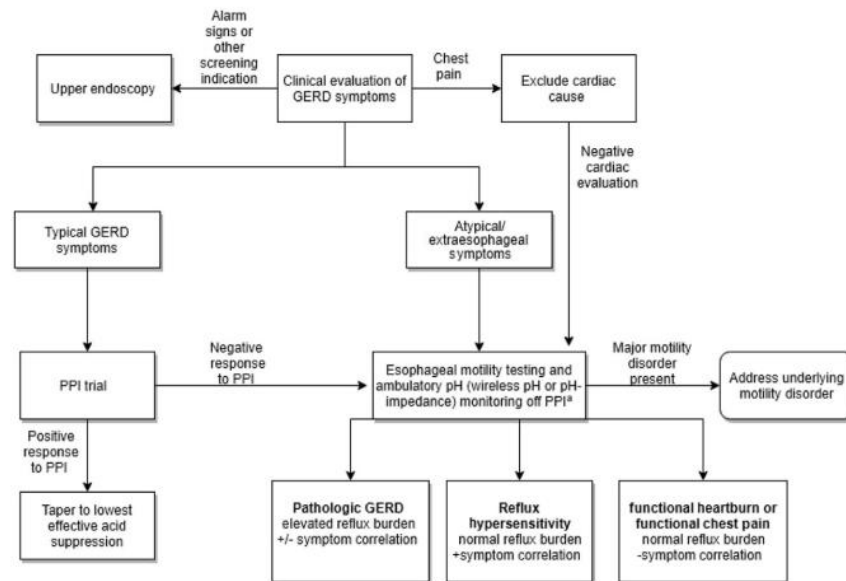 Alarm
signs or
other
screening
indication
Upper endoscopy
Clinical evaluation of
GERD symptoms
Chest
pain
Exclude cardiac
cause
Negative
cardiac
evaluation
Typical GERD
symptoms
Atypical/
extraesophageal
symptoms
PPI trial
Negative
response
to PPI
Esophageal motility testing and
ambulatory pH (wireless pH or pH-
impedance) monitoring off PPIª
Major motility
disorder
present
Address underlying
motility disorder
Positive
response
to PPI
Taper to lowest
effective acid
suppression
Pathologic GERD
elevated reflux burden
+/- symptom correlation
Reflux
hypersensitivity
normal reflux burden
+symptom correlation
functional heartburn or
functional chest pain
normal reflux burden
-symptom correlation